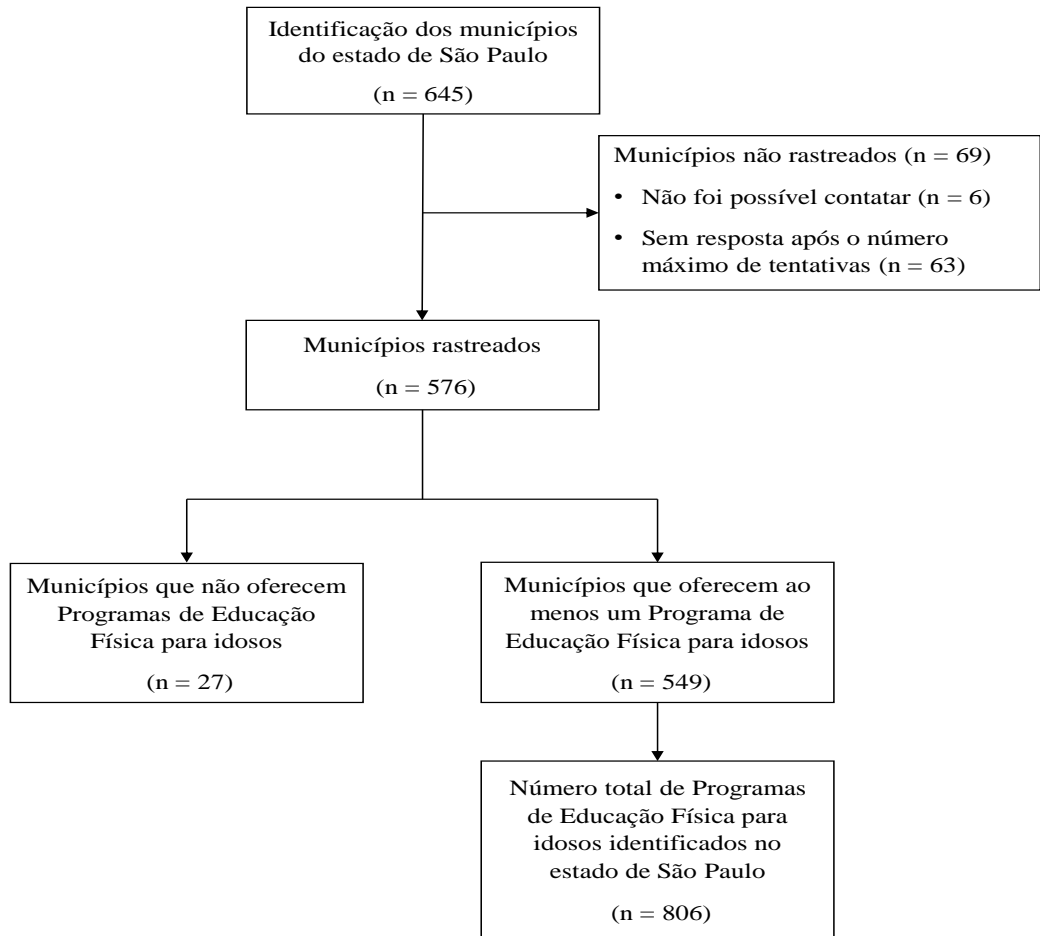 Identificação dos municípios
do estado de São Paulo
(n = 645)
Municípios não rastreados (n = 69)
• Não foi possível contatar (n = 6)
• Sem resposta após o número
máximo de tentativas (n = 63)
Municípios rastreados
(n = 576)
Municípios que não oferecem
Programas de Educação
Física para idosos
(n = 27)
Municípios que oferecem ao
menos um Programa de
Educação Física para idosos
(n = 549)
Número total de Programas
de Educação Física para
idosos identificados no
estado de São Paulo
(n = 806)